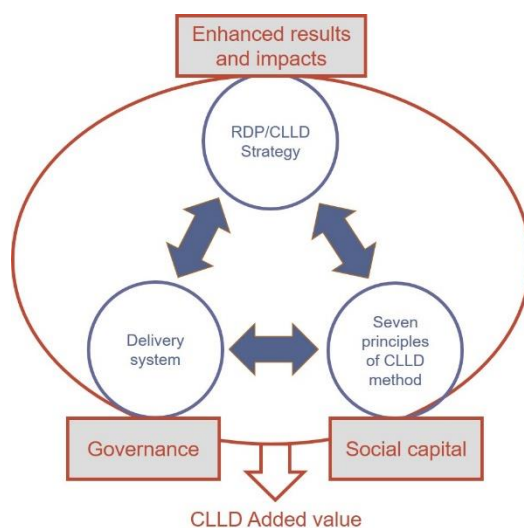 Enhanced results
and impacts
RDP/CLLD
Strategy
Delivery
system
Seven
principles
of CLLD
method
Governance
Social capital
CLLD Added value